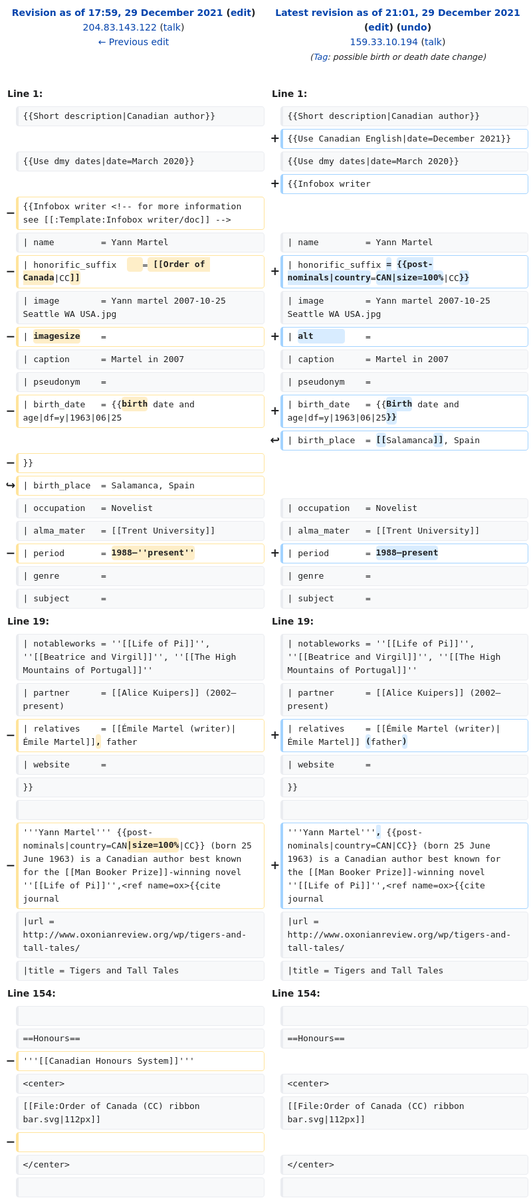 Revision as of 17:59, 29 December 2021 (edit)
204.83.143.122 (talk)
← Previous edit
Latest revision as of 21:01, 29 December 2021
(edit) (undo)
159.33.10.194 (talk)
(Tag: possible birth or death date change)
Line 1:
Line 1:
{{Short description|Canadian author}}
{{Short description|Canadian author}}
+ {{Use Canadian English|date=December 2021}}
{{Use dmy dates|date=March 2020}}
{{Use dmy dates|date=March 2020}}
+ {{Infobox writer
− {{Infobox writer <!-- for more information
see [[:Template:Infobox writer/doc]] -->
| name         = Yann Martel
| name         = Yann Martel
− | honorific_suffix   = [[Order of
Canada|CC]]
+ | honorific_suffix = {{post-
nominals|country=CAN|size=100%|CC}}
| image        = Yann martel 2007-10-25
Seattle WA USA.jpg
| image        = Yann martel 2007-10-25
Seattle WA USA.jpg
− | imagesize    =
+ | alt          =
| caption      = Martel in 2007
| caption      = Martel in 2007
| pseudonym    =
| pseudonym    =
− | birth_date   = {{birth date and
age|df=y|1963|06|25
+ | birth_date   = {{Birth date and
age|df=y|1963|06|25}}
↩ | birth_place  = [[Salamanca]], Spain
− }}
↪ | birth_place  = Salamanca, Spain
| occupation   = Novelist
| occupation   = Novelist
| alma_mater   = [[Trent University]]
| alma_mater   = [[Trent University]]
− | period       = 1988–''present''
+ | period       = 1988–present
| genre        =
| genre        =
| subject      =
| subject      =
Line 19:
Line 19:
| notableworks = ''[[Life of Pi]]'',
''[[Beatrice and Virgil]]'', ''[[The High
Mountains of Portugal]]''
| notableworks = ''[[Life of Pi]]'',
''[[Beatrice and Virgil]]'', ''[[The High
Mountains of Portugal]]''
| partner      = [[Alice Kuipers]] (2002–
present)
| partner      = [[Alice Kuipers]] (2002–
present)
− | relatives    = [[Émile Martel (writer)|
Émile Martel]], father
+ | relatives    = [[Émile Martel (writer)|
Émile Martel]] (father)
| website      =
| website      =
}}
}}
− '''Yann Martel''' {{post-
nominals|country=CAN|size=100%|CC}} (born 25
June 1963) is a Canadian author best known
for the [[Man Booker Prize]]-winning novel
''[[Life of Pi]]'',<ref name=ox>{{cite
journal
+ '''Yann Martel''', {{post-
nominals|country=CAN|CC}} (born 25 June
1963) is a Canadian author best known for
the [[Man Booker Prize]]-winning novel
''[[Life of Pi]]'',<ref name=ox>{{cite
journal
|url =
http://www.oxonianreview.org/wp/tigers-and-
tall-tales/
|url =
http://www.oxonianreview.org/wp/tigers-and-
tall-tales/
|title = Tigers and Tall Tales
|title = Tigers and Tall Tales
Line 154:
Line 154:
==Honours==
==Honours==
− '''[[Canadian Honours System]]'''
<center>
<center>
[[File:Order of Canada (CC) ribbon
bar.svg|112px]]
[[File:Order of Canada (CC) ribbon
bar.svg|112px]]
−
</center>
</center>